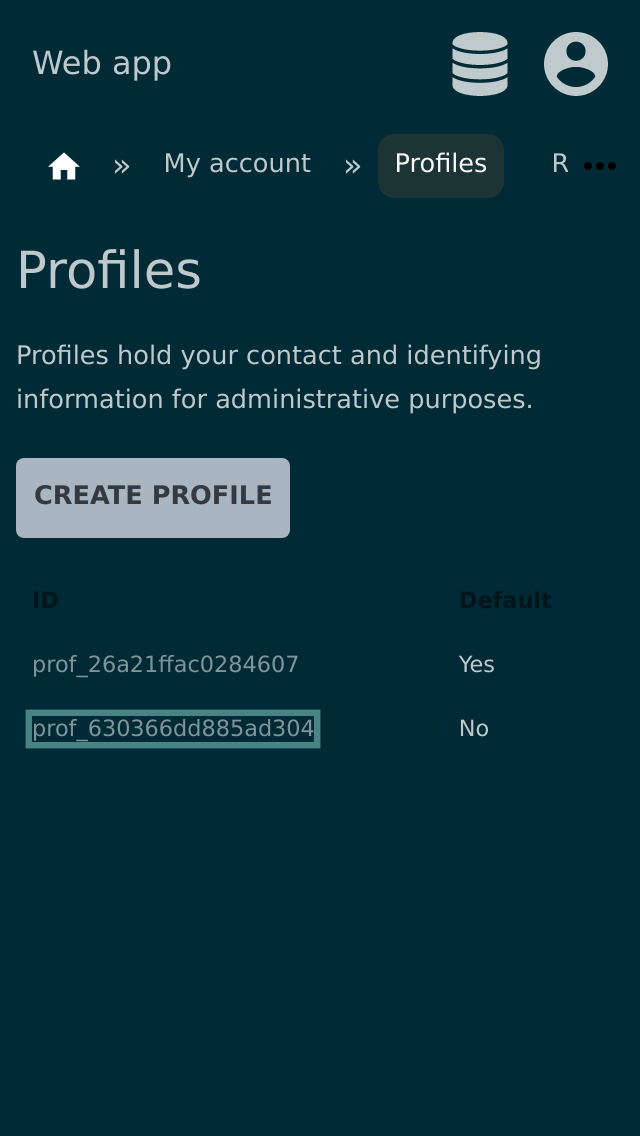 Web app
» My account » Profiles R •••
Profiles
Profiles hold your contact and identifying
information for administrative purposes.
CREATE PROFILE
ID Default
prof_26a21ffac0284607 Yes
prof_630366dd885ad304 No